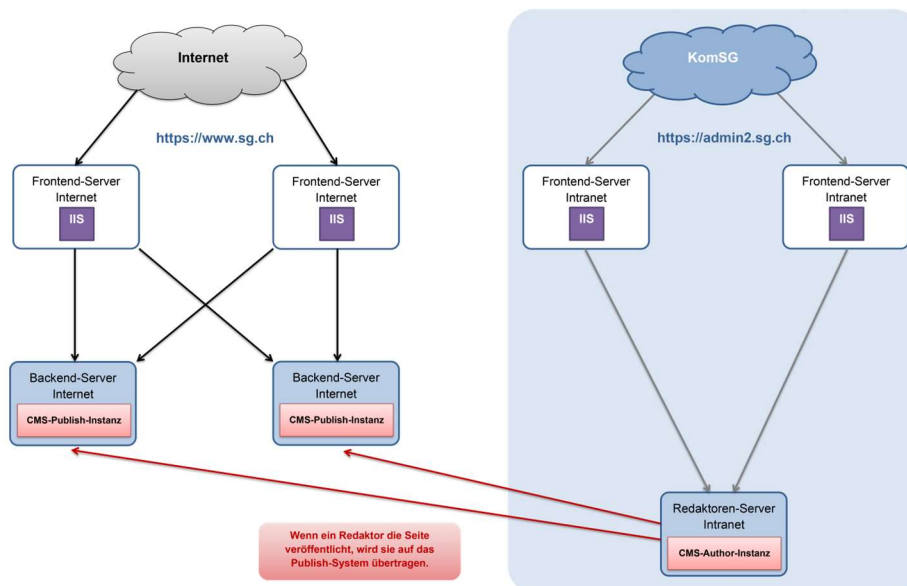 Internet
KomSG
https://www.sg.ch
https://admin2.sg.ch
Frontend-Server
Internet
IIS
Frontend-Server
Internet
IIS
Frontend-Server
Intranet
IIS
Frontend-Server
Intranet
IIS
Backend-Server
Internet
CMS-Publish-Instanz
Backend-Server
Internet
CMS-Publish-Instanz
Redaktoren-Server
Intranet
CMS-Author-Instanz
Wenn ein Redaktor die Seite
veröffentlicht, wird sie auf das
Publish-System übertragen.